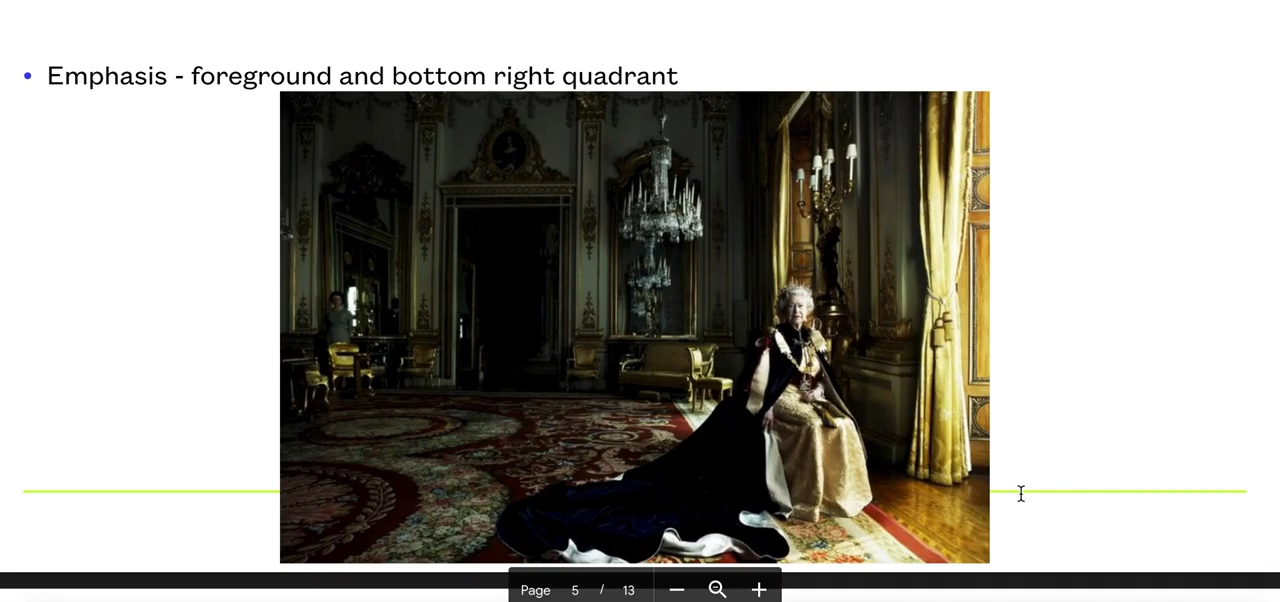 • Emphasis - foreground and bottom right quadrant
Page 5 / 13